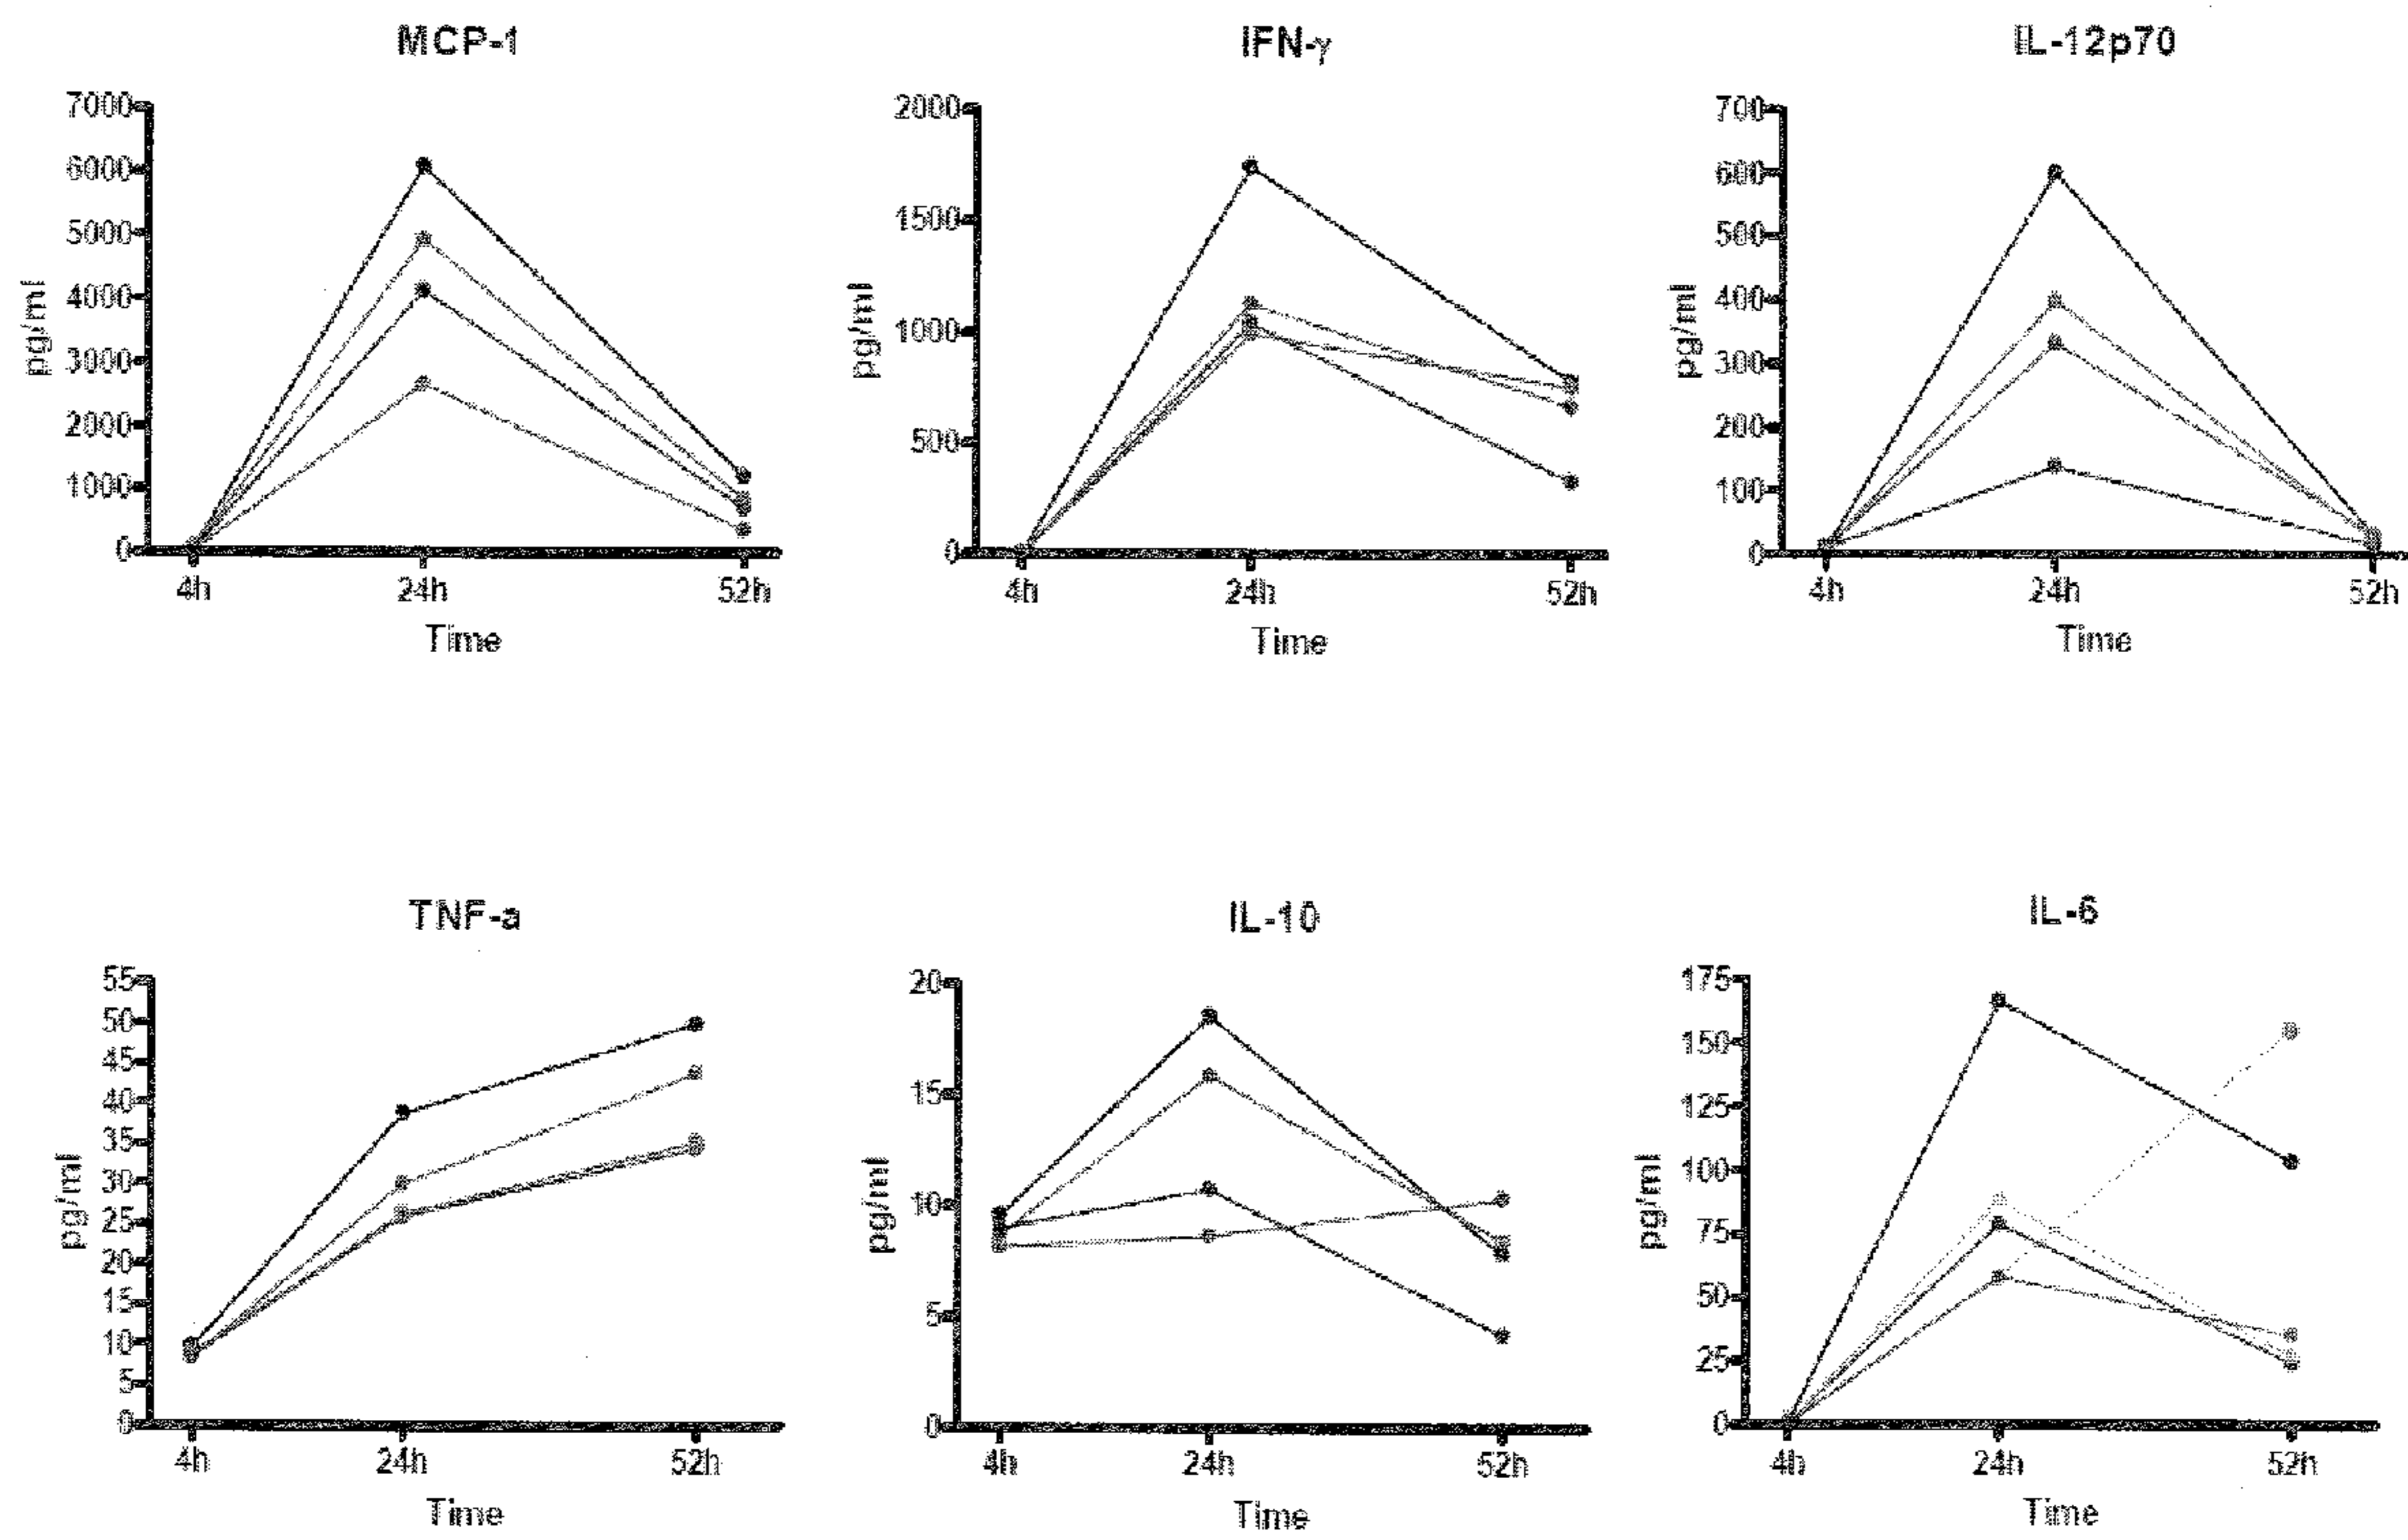 MCP-1
7000
6000
5000
4000
3000
2000
1000
0
pg/ml
4h 24h 52h
Time
IFN-γ
2000
1500
1000
500
0
pg/ml
4h 24h 52h
Time
IL-12p70
700
600
500
400
300
200
100
0
pg/ml
4h 24h 52h
Time
TNF-a
55
50
45
40
35
30
25
20
15
10
5
0
pg/ml
4h 24h 52h
Time
IL-10
20
15
10
5
0
pg/ml
4h 24h 52h
Time
IL-6
175
150
125
100
75
50
25
0
pg/ml
4h 24h 52h
Time